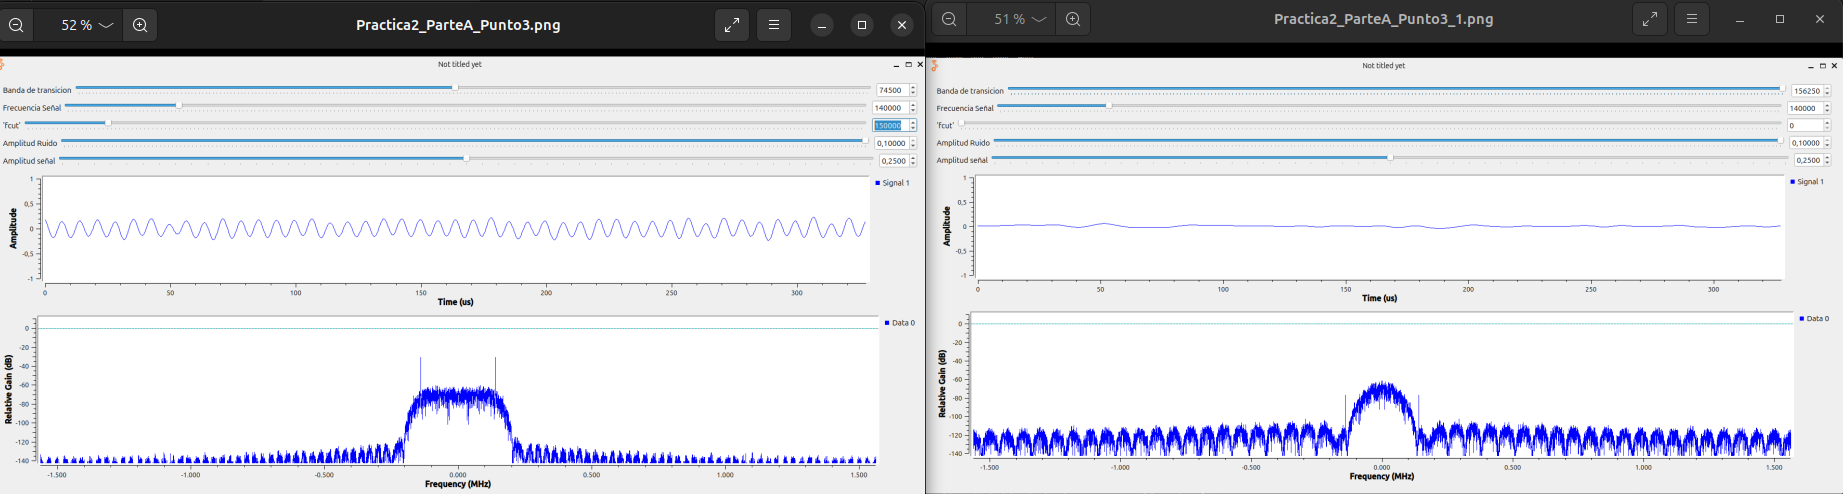 52 %
Practica2_ParteA_Punto3.png
Not titled yet
Banda de transicion 74500
Frecuencia Señal 140000
'fcut' 150000
Amplitud Ruido 0,10000
Amplitud señal 0,2500
Signal 1
Amplitude
1
0,5
0
-0,5
-1
0 50 100 150 200 250 300
Time (us)
Data 0
Relative Gain (dB)
0
-20
-40
-60
-80
-100
-120
-140
-1.500 -1.000 -0.500 0.000 0.500 1.000 1.500
Frequency (MHz)
51 %
Practica2_ParteA_Punto3_1.png
Not titled yet
Banda de transicion 156250
Frecuencia Señal 140000
'fcut' 0
Amplitud Ruido 0,10000
Amplitud señal 0,2500
Signal 1
Amplitude
1
0,5
0
-0,5
-1
0 50 100 150 200 250 300
Time (us)
Data 0
Relative Gain (dB)
0
-20
-40
-60
-80
-100
-120
-140
-1.500 -1.000 -0.500 0.000 0.500 1.000 1.500
Frequency (MHz)